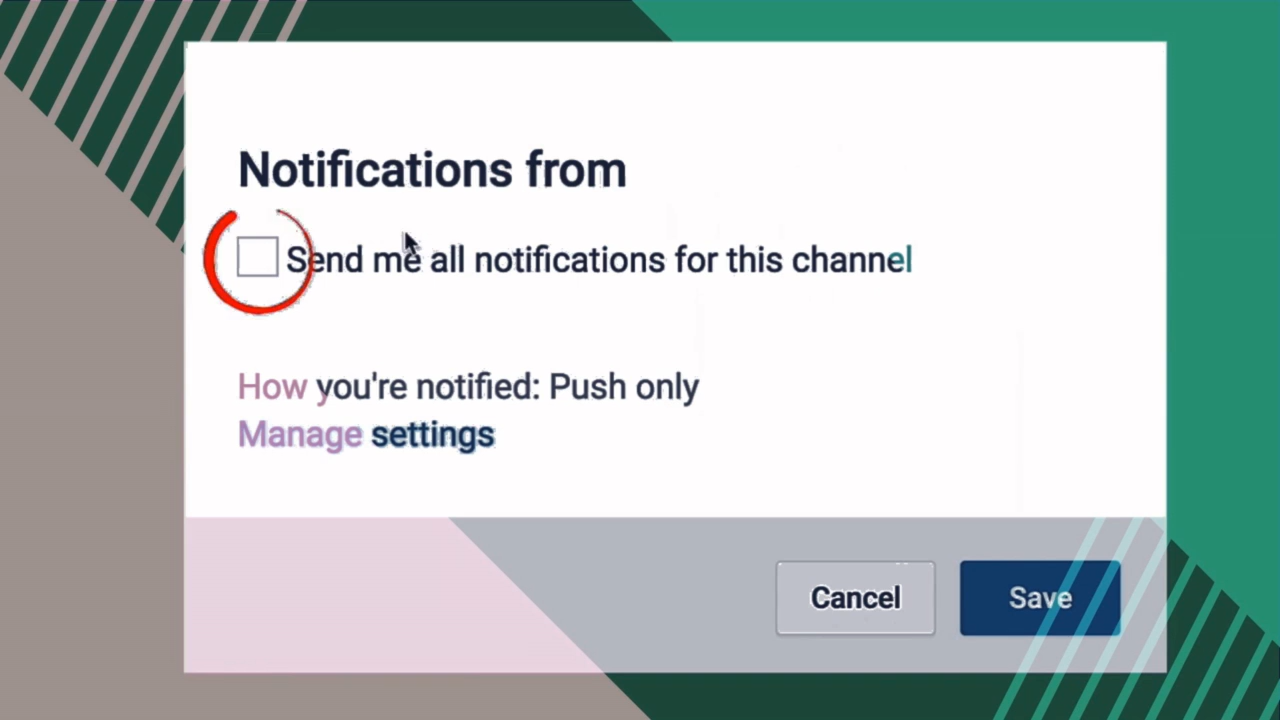 Notifications from
Send me all notifications for this channel
How you're notified: Push only
Manage settings
Cancel
Save